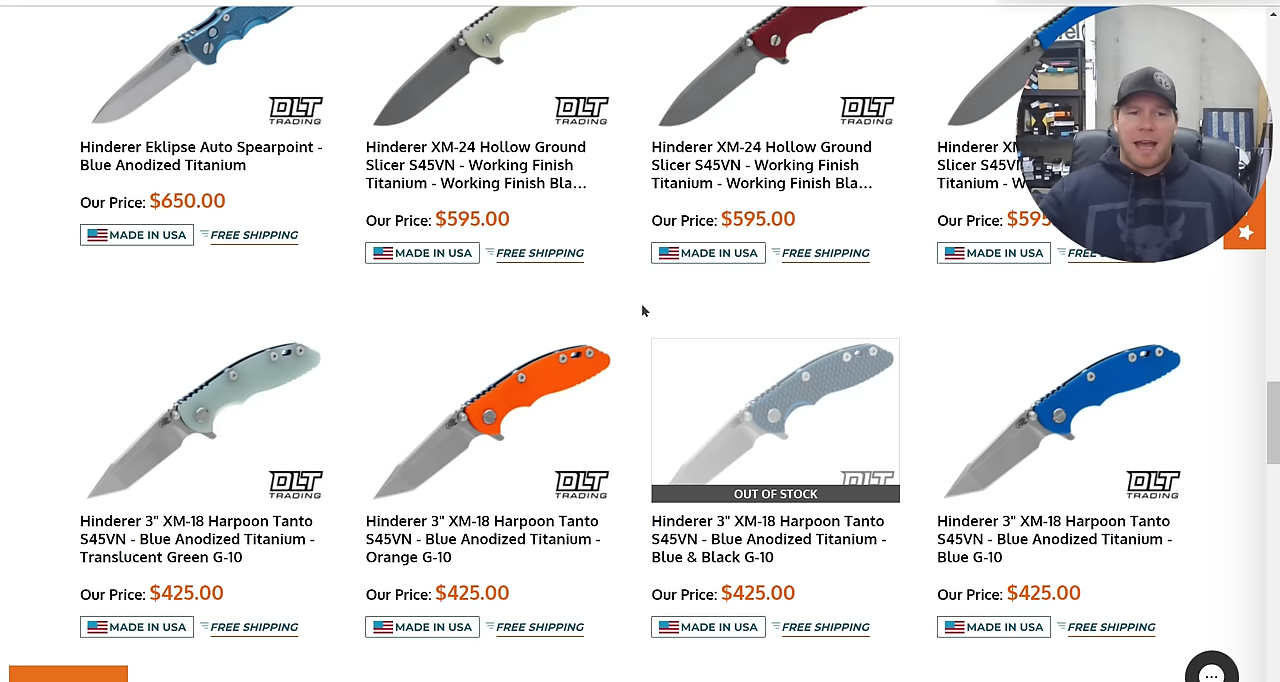 DLT
TRADING
DLT
TRADING
DLT
TRADING
Hinderer Eklipse Auto Spearpoint -
Blue Anodized Titanium
Our Price: $650.00
MADE IN USA FREE SHIPPING
Hinderer XM-24 Hollow Ground
Slicer S45VN - Working Finish
Titanium - Working Finish Bla...
Our Price: $595.00
MADE IN USA FREE SHIPPING
Hinderer XM-24 Hollow Ground
Slicer S45VN - Working Finish
Titanium - Working Finish Bla...
Our Price: $595.00
MADE IN USA FREE SHIPPING
Hinderer
Slicer
Titanium -
Our Price:
MADE IN USA
DLT
TRADING
DLT
TRADING
OUT OF STOCK
DLT
TRADING
Hinderer 3" XM-18 Harpoon Tanto
S45VN - Blue Anodized Titanium -
Translucent Green G-10
Our Price: $425.00
MADE IN USA FREE SHIPPING
Hinderer 3" XM-18 Harpoon Tanto
S45VN - Blue Anodized Titanium -
Orange G-10
Our Price: $425.00
MADE IN USA FREE SHIPPING
Hinderer 3" XM-18 Harpoon Tanto
S45VN - Blue Anodized Titanium -
Blue & Black G-10
Our Price: $425.00
MADE IN USA FREE SHIPPING
Hinderer 3" XM-18 Harpoon Tanto
S45VN - Blue Anodized Titanium -
Blue G-10
Our Price: $425.00
MADE IN USA FREE SHIPPING